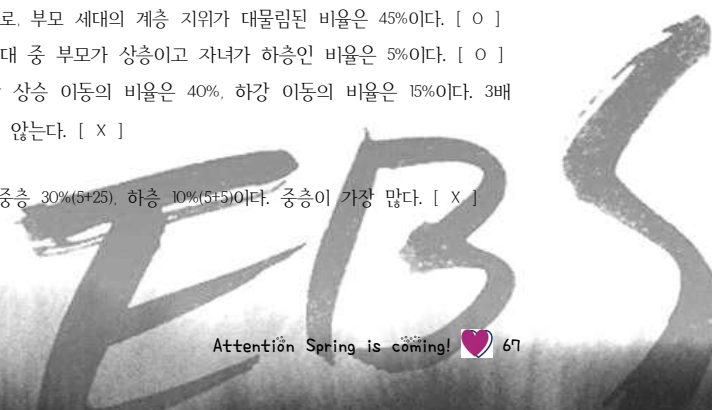 로, 부모 세대의 계층 지위가 대물림된 비율은 45%이다. [ O ]
대 중 부모가 상층이고 자녀가 하층인 비율은 5%이다. [ O ]
상승 이동의 비율은 40%, 하강 이동의 비율은 15%이다. 3배
않는다. [ X ]
중층 30%(5+25), 하층 10%(5+5)이다. 중층이 가장 많다. [ X ]
EBS
Attention Spring is coming! 67